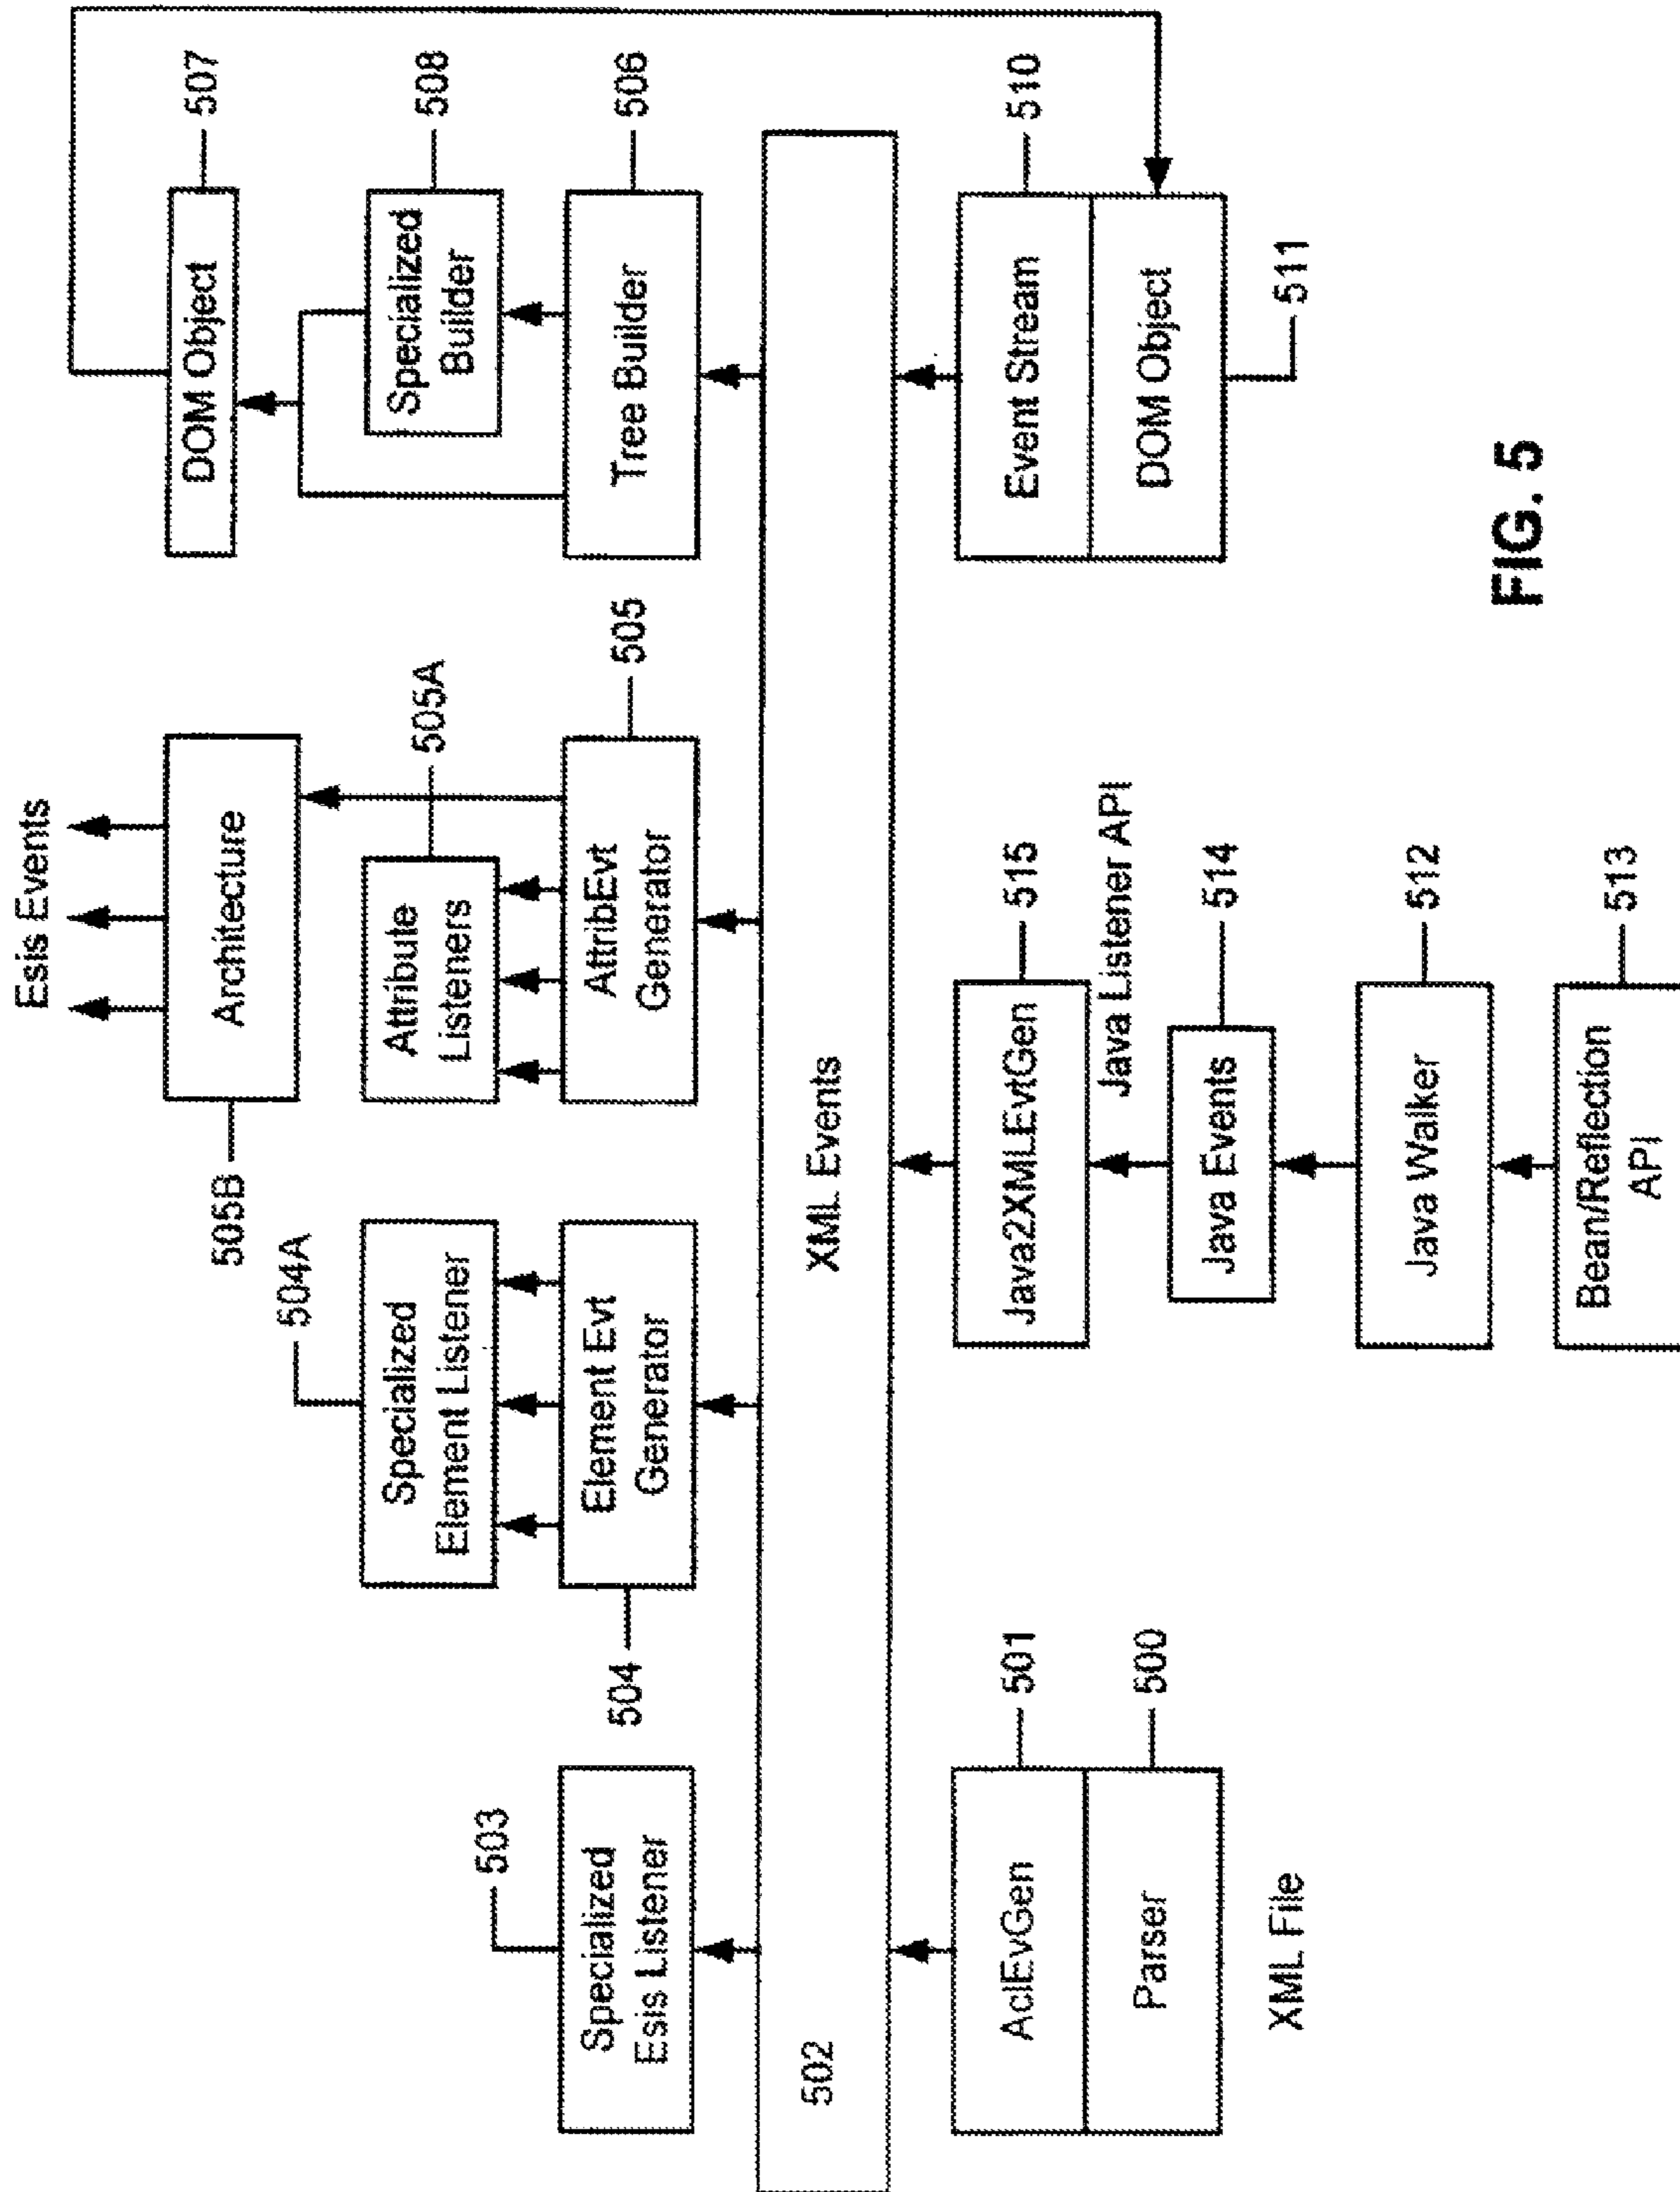 Esis Events
507
DOM Object
508
Specialized
Builder
506
Tree Builder
505B
Architecture
505A
Attribute
Listeners
505
AttribEvt
Generator
504A
Specialized
Element Listener
504
Element Evt
Generator
503
Specialized
Esis Listener
502
XML Events
501
AclEvGen
500
Parser
XML File
515
Java2XMLEvtGen
Java Listener API
514
Java Events
512
Java Walker
513
Bean/Reflection
API
510
Event Stream
DOM Object
511
FIG. 5